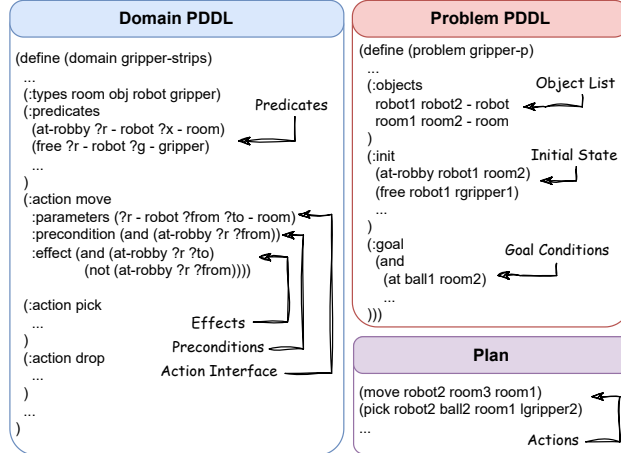 Domain PDDL
(define (domain gripper-strips)
...
(:types room obj robot gripper)
(:predicates
(at-robby ?r - robot ?x - room)
(free ?r - robot ?g - gripper)
...
)
(:action move
:parameters (?r - robot ?from ?to - room)
:precondition (and (at-robby ?r ?from))
:effect (and (at-robby ?r ?to)
(not (at-robby ?r ?from))))
(:action pick
...
)
(:action drop
...
)
...
)
Predicates
Effects
Preconditions
Action Interface
Problem PDDL
(define (problem gripper-p)
...
(:objects
robot1 robot2 - robot
room1 room2 - room
)
(:init
(at-robby robot1 room2)
(free robot1 rgripper1)
...
)
(:goal
(and
(at ball1 room2)
...
)))
Object List
Initial State
Goal Conditions
Plan
(move robot2 room3 room1)
(pick robot2 ball2 room1 lgripper2)
...
Actions